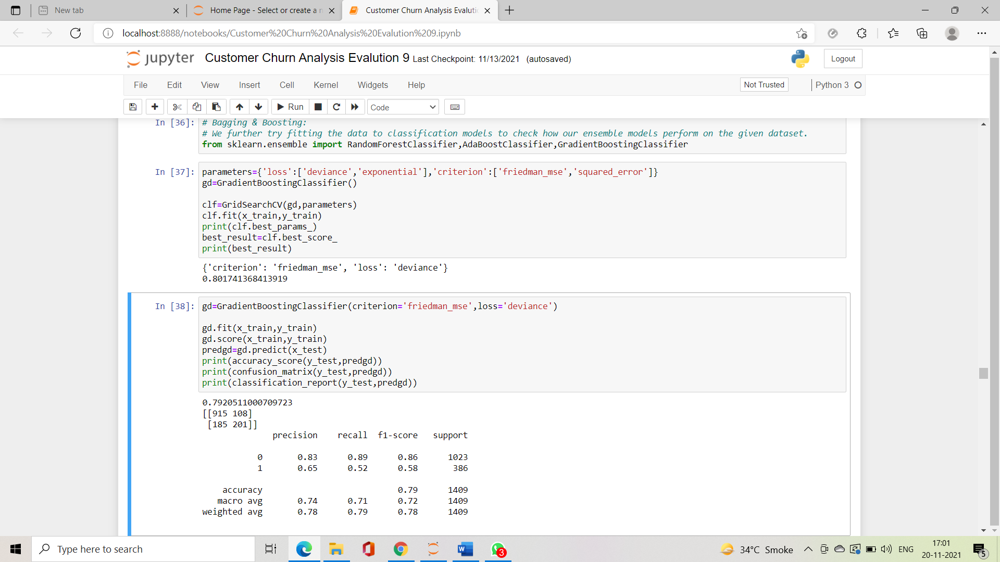 New tab
Home Page - Select or create a n
Customer Churn Analysis Evalutio
localhost:8888/notebooks/Customer%20Churn%20Analysis%20Evalution%209.ipynb
jupyter Customer Churn Analysis Evalution 9 Last Checkpoint: 11/13/2021 (autosaved)
Logout
File Edit View Insert Cell Kernel Widgets Help
Not Trusted
Python 3
Run
Code
In [36]: # Bagging & Boosting:
# We further try fitting the data to classification models to check how our ensemble models perform on the given dataset.
from sklearn.ensemble import RandomForestClassifier,AdaBoostClassifier,GradientBoostingClassifier
In [37]: parameters={'loss':['deviance','exponential'],'criterion':['friedman_mse','squared_error']}
gd=GradientBoostingClassifier()
clf=GridSearchCV(gd,parameters)
clf.fit(x_train,y_train)
print(clf.best_params_)
best_result=clf.best_score_
print(best_result)
{'criterion': 'friedman_mse', 'loss': 'deviance'}
0.801741368413919
In [38]: gd=GradientBoostingClassifier(criterion='friedman_mse',loss='deviance')
gd.fit(x_train,y_train)
gd.score(x_train,y_train)
predgd=gd.predict(x_test)
print(accuracy_score(y_test,predgd))
print(confusion_matrix(y_test,predgd))
print(classification_report(y_test,predgd))
0.7920511000709723
[[915 108]
[185 201]]
precision recall f1-score support
0 0.83 0.89 0.86 1023
1 0.65 0.52 0.58 386
accuracy 0.79 1409
macro avg 0.74 0.71 0.72 1409
weighted avg 0.78 0.79 0.78 1409
Type here to search
W
3
34°C Smoke
ENG
17:01
20-11-2021
5